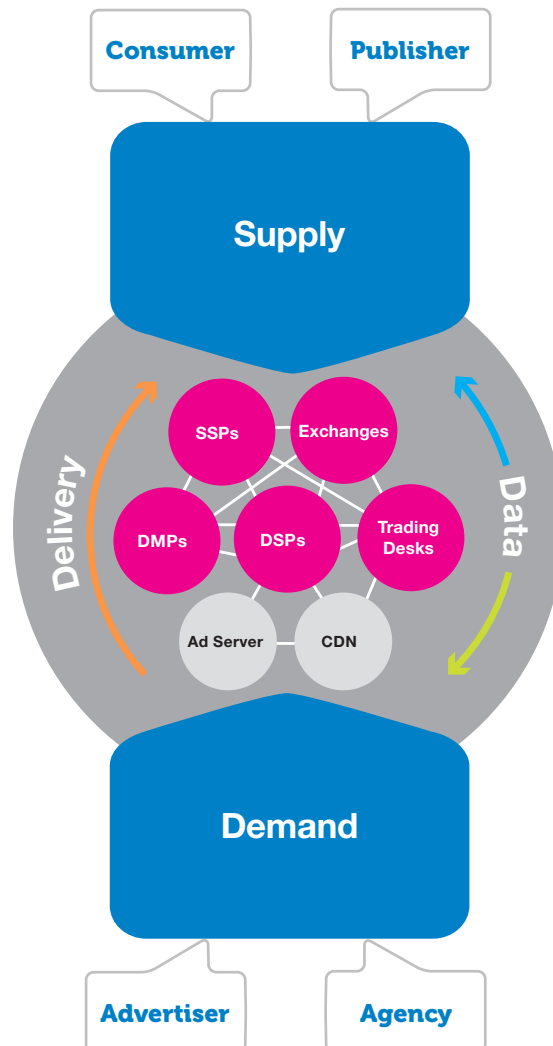 Consumer
Publisher
Supply
SSPs
Exchanges
Delivery
Data
DMPs
DSPs
Trading
Desks
Ad Server
CDN
Demand
Advertiser
Agency